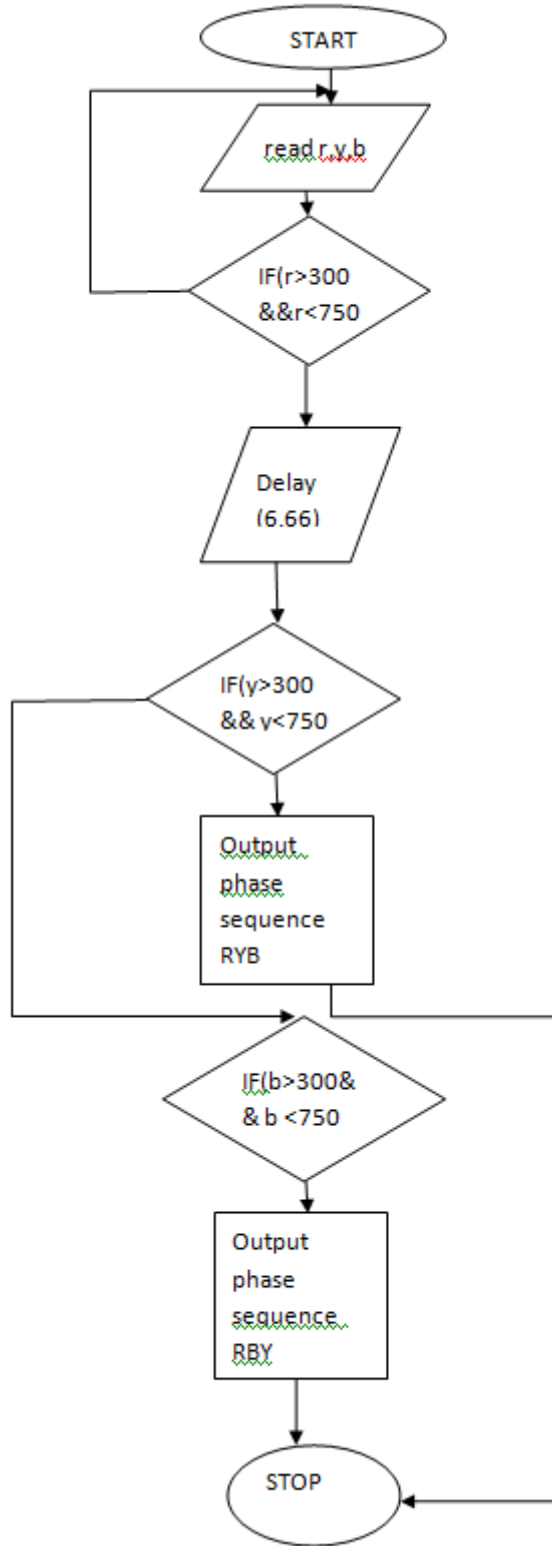 START
read r,y,b
IF(r>300
&&r<750
Delay
(6.66)
IF(y>300
&& y<750
Output
phase
sequence
RYB
IF(b>300&
& b <750
Output
phase
sequence
RBY
STOP